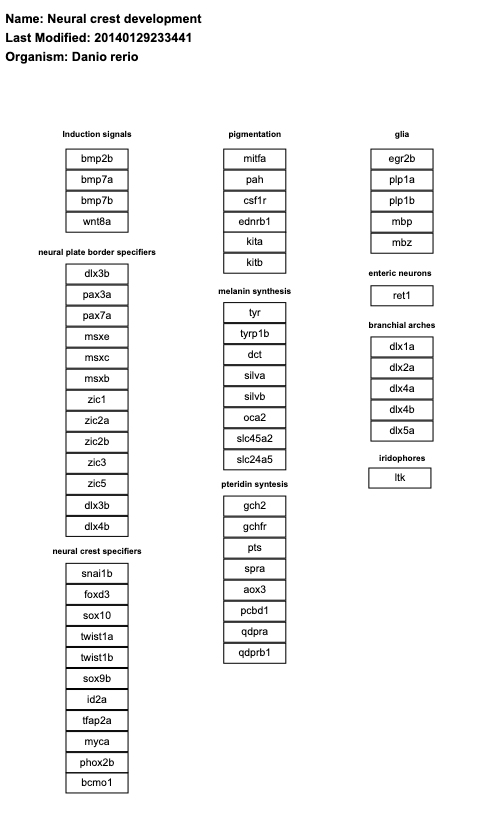 Name: Neural crest development
Last Modified: 20140129233441
Organism: Danio rerio
Induction signals
bmp2b
bmp7a
bmp7b
wnt8a
neural plate border specifiers
dlx3b
pax3a
pax7a
msxe
msxc
msxb
zic1
zic2a
zic2b
zic3
zic5
dlx3b
dlx4b
neural crest specifiers
snai1b
foxd3
sox10
twist1a
twist1b
sox9b
id2a
tfap2a
myca
phox2b
bcmo1
pigmentation
mitfa
pah
csf1r
ednrb1
kita
kitb
melanin synthesis
tyr
tyrp1b
dct
silva
silvb
oca2
slc45a2
slc24a5
pteridin syntesis
gch2
gchfr
pts
spra
aox3
pcbd1
qdpra
qdprb1
glia
egr2b
plp1a
plp1b
mbp
mbz
enteric neurons
ret1
branchial arches
dlx1a
dlx2a
dlx4a
dlx4b
dlx5a
iridophores
ltk